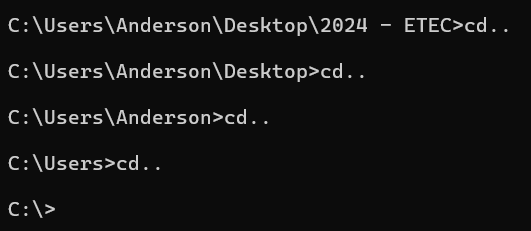 C:\Users\Anderson\Desktop\2024 - ETEC>cd..
C:\Users\Anderson\Desktop>cd..
C:\Users\Anderson>cd..
C:\Users>cd..
C:\>